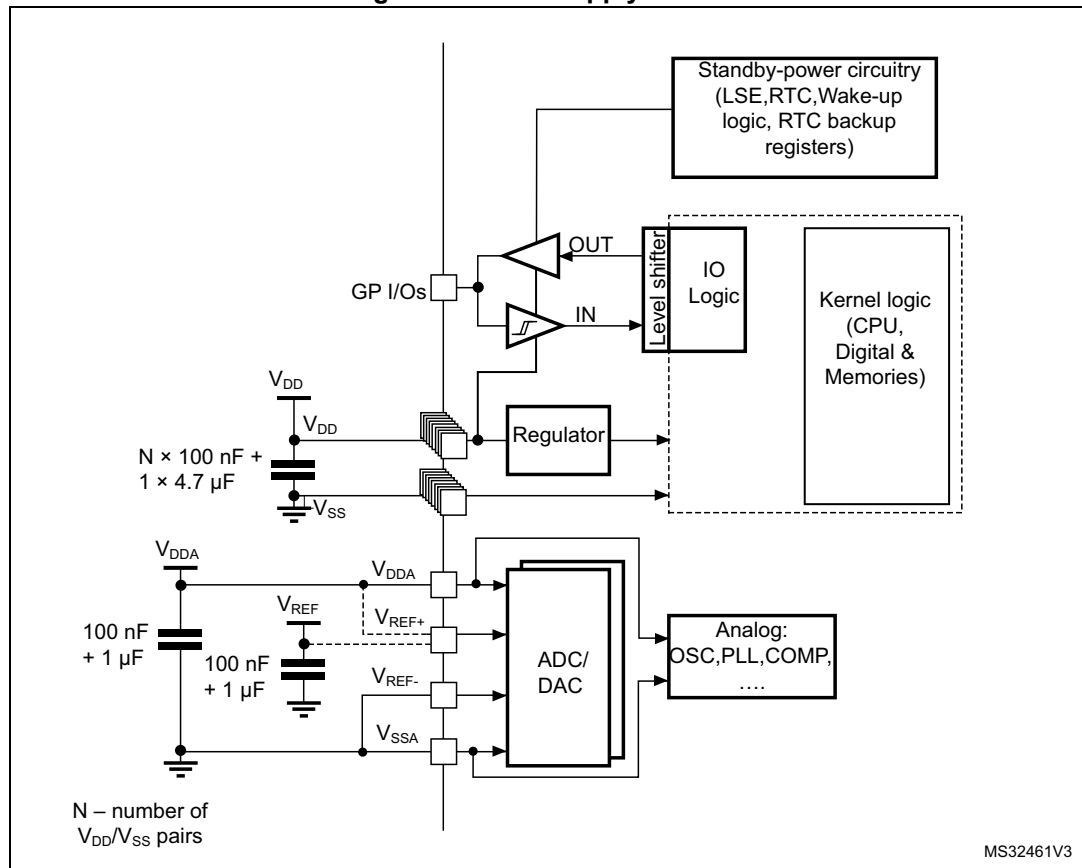 Standby-power circuitry
(LSE,RTC,Wake-up
logic, RTC backup
registers)
OUT
Level shifter
IO
Logic
GP I/Os
IN
Kernel logic
(CPU,
Digital &
Memories)
VDD
VDD
Regulator
N × 100 nF +
1 × 4.7 µF
VSS
VDDA
VDDA
VREF
VREF+
100 nF
+ 1 µF
100 nF
+ 1 µF
VREF-
ADC/
DAC
Analog:
OSC,PLL,COMP,
….
VSSA
N – number of
VDD/VSS pairs
MS32461V3